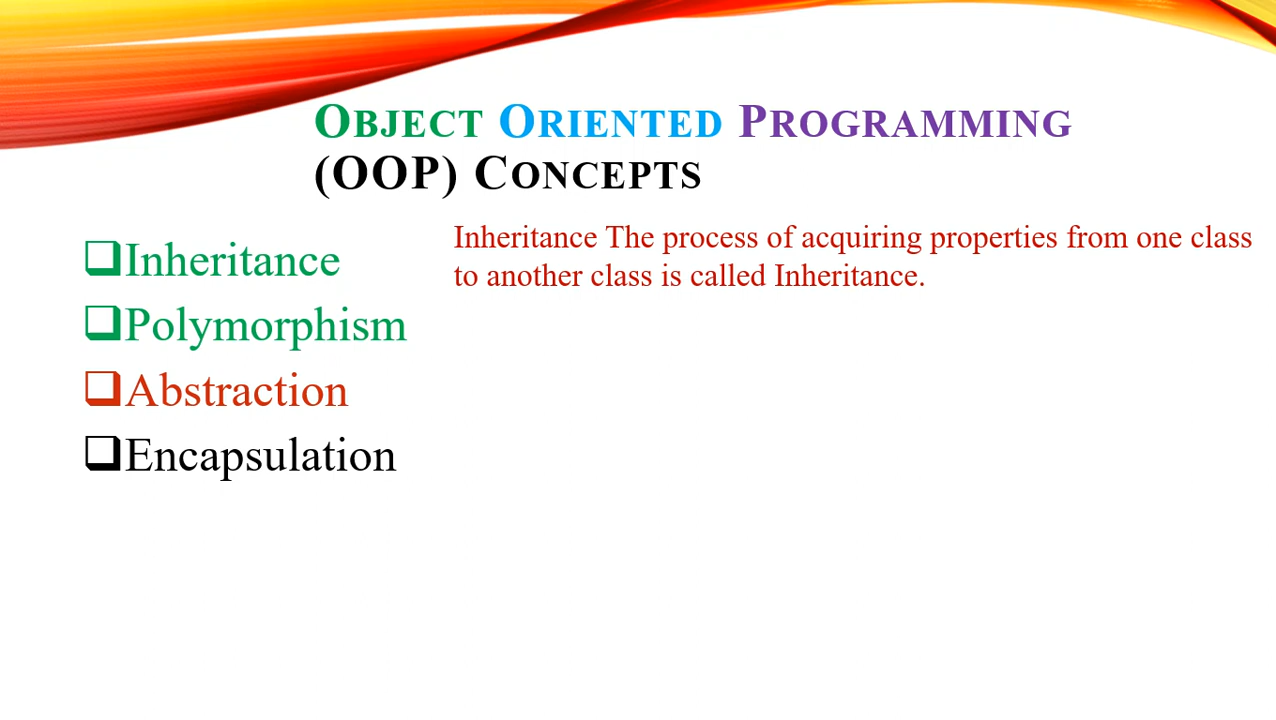 Object Oriented Programming
(OOP) Concepts
Inheritance
Polymorphism
Abstraction
Encapsulation
Inheritance The process of acquiring properties from one class
to another class is called Inheritance.